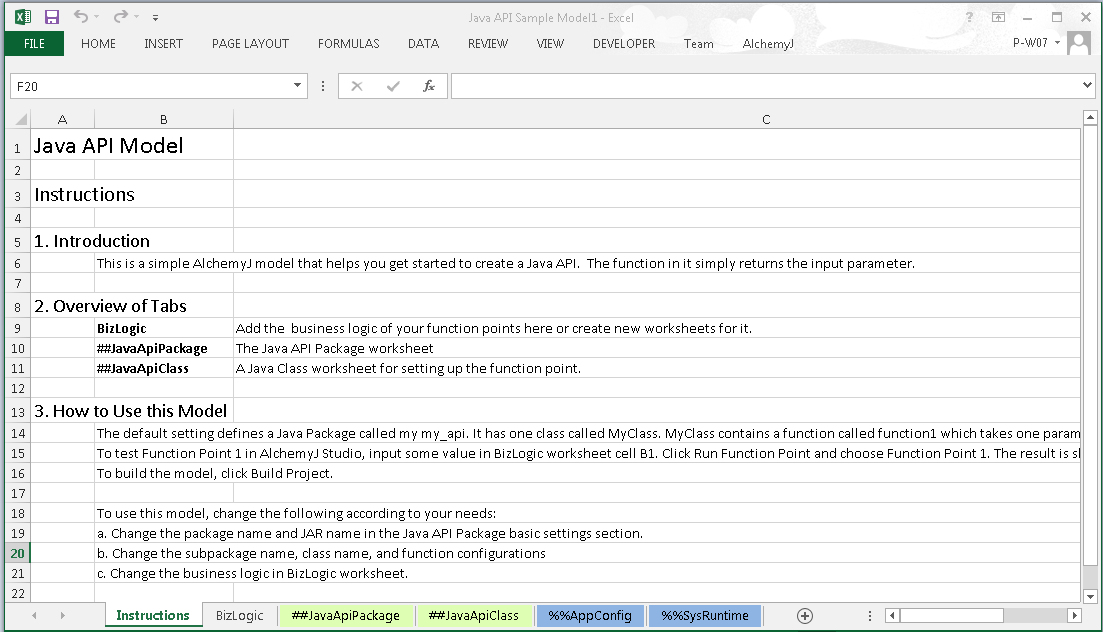 Java API Sample Model1 - Excel
FILE HOME INSERT PAGE LAYOUT FORMULAS DATA REVIEW VIEW DEVELOPER Team AlchemyJ P-W07
F20 fx
A B C
1 Java API Model
2
3 Instructions
4
5 1. Introduction
6 This is a simple AlchemyJ model that helps you get started to create a Java API.  The function in it simply returns the input parameter.
7
8 2. Overview of Tabs
9 BizLogic Add the  business logic of your function points here or create new worksheets for it.
10 ##JavaApiPackage The Java API Package worksheet
11 ##JavaApiClass A Java Class worksheet for setting up the function point.
12
13 3. How to Use this Model
14 The default setting defines a Java Package called my my_api. It has one class called MyClass. MyClass contains a function called function1 which takes one param
15 To test Function Point 1 in AlchemyJ Studio, input some value in BizLogic worksheet cell B1. Click Run Function Point and choose Function Point 1. The result is sl
16 To build the model, click Build Project.
17
18 To use this model, change the following according to your needs:
19 a. Change the package name and JAR name in the Java API Package basic settings section.
20 b. Change the subpackage name, class name, and function configurations
21 c. Change the business logic in BizLogic worksheet.
22
Instructions BizLogic ##JavaApiPackage ##JavaApiClass %%AppConfig %%SysRuntime